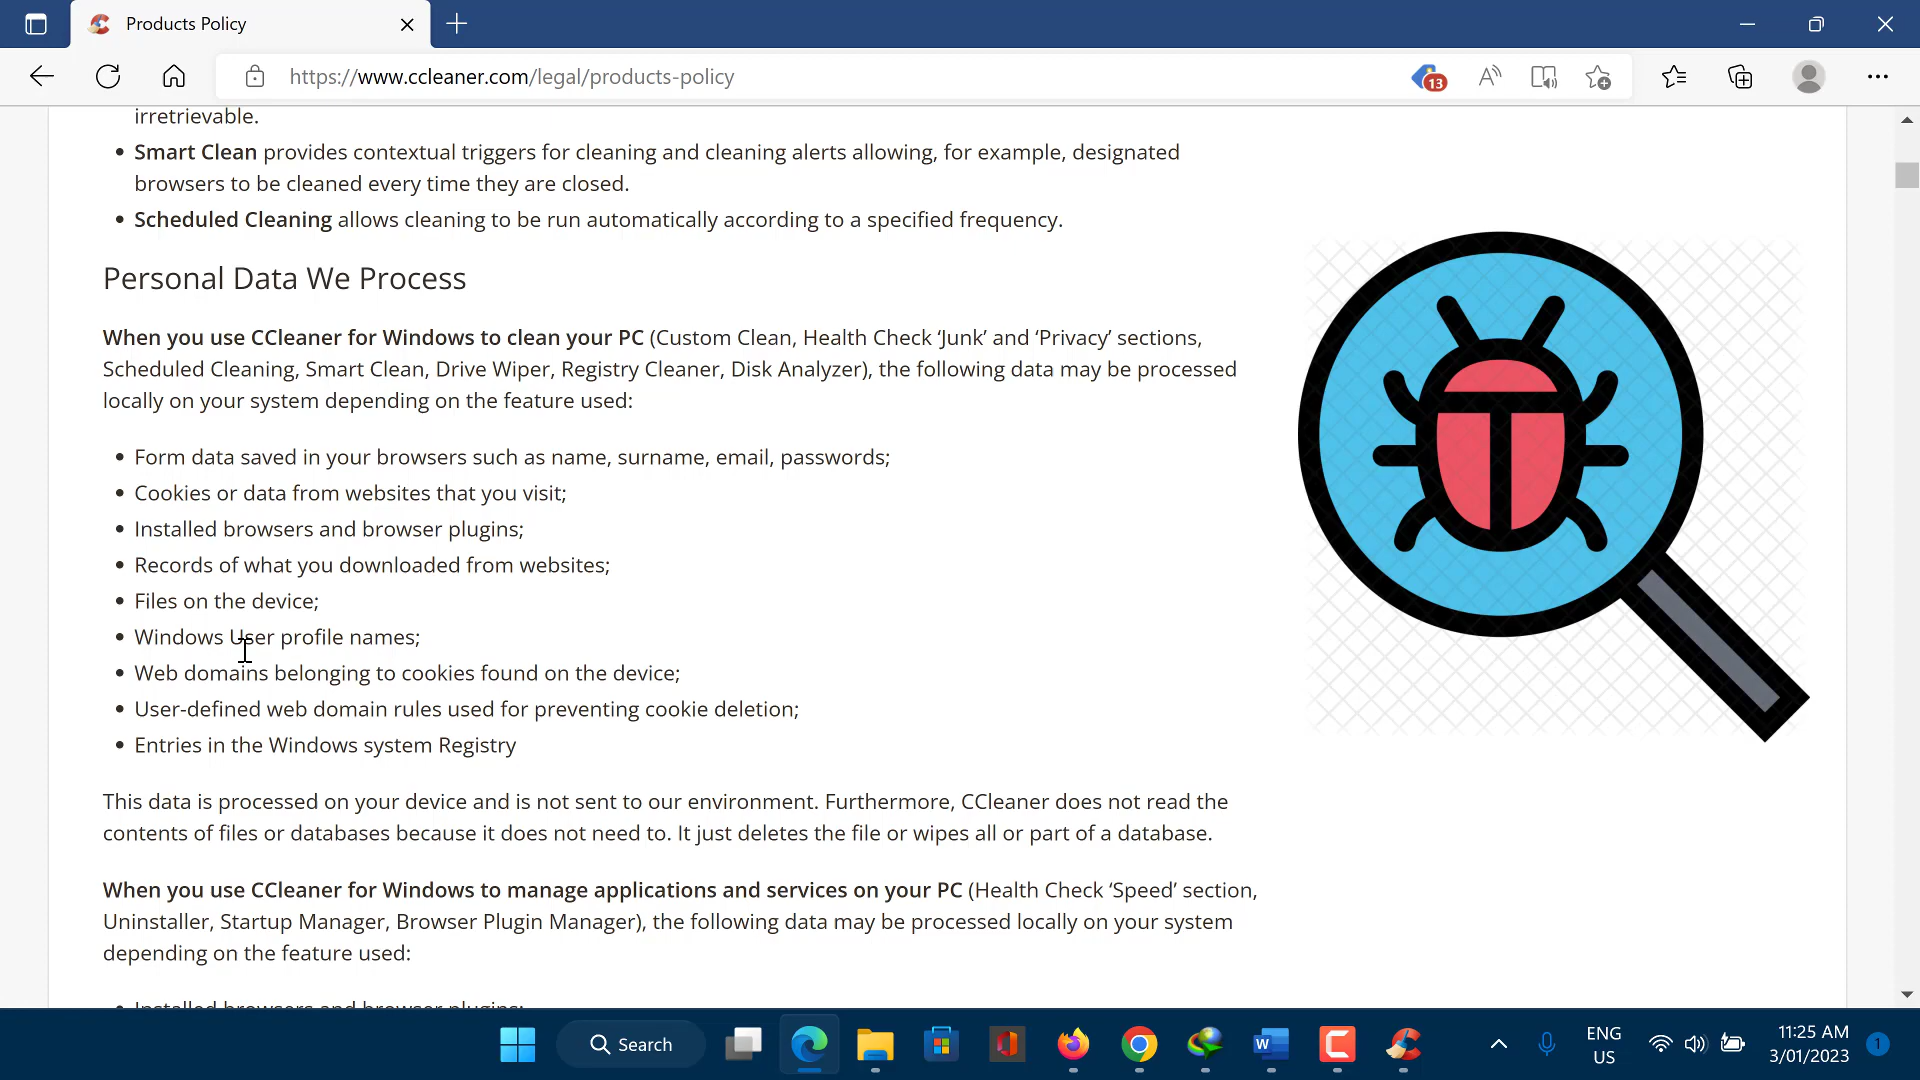 Products Policy
https://www.ccleaner.com/legal/products-policy
13
irretrievable.
• Smart Clean provides contextual triggers for cleaning and cleaning alerts allowing, for example, designated
browsers to be cleaned every time they are closed.
• Scheduled Cleaning allows cleaning to be run automatically according to a specified frequency.
Personal Data We Process
When you use CCleaner for Windows to clean your PC (Custom Clean, Health Check ‘Junk’ and ‘Privacy’ sections,
Scheduled Cleaning, Smart Clean, Drive Wiper, Registry Cleaner, Disk Analyzer), the following data may be processed
locally on your system depending on the feature used:
• Form data saved in your browsers such as name, surname, email, passwords;
• Cookies or data from websites that you visit;
• Installed browsers and browser plugins;
• Records of what you downloaded from websites;
• Files on the device;
• Windows User profile names;
• Web domains belonging to cookies found on the device;
• User-defined web domain rules used for preventing cookie deletion;
• Entries in the Windows system Registry
This data is processed on your device and is not sent to our environment. Furthermore, CCleaner does not read the
contents of files or databases because it does not need to. It just deletes the file or wipes all or part of a database.
When you use CCleaner for Windows to manage applications and services on your PC (Health Check ‘Speed’ section,
Uninstaller, Startup Manager, Browser Plugin Manager), the following data may be processed locally on your system
depending on the feature used:
• Installed browsers and browser plugins;
Search
W
ENG
US
11:25 AM
3/01/2023
1